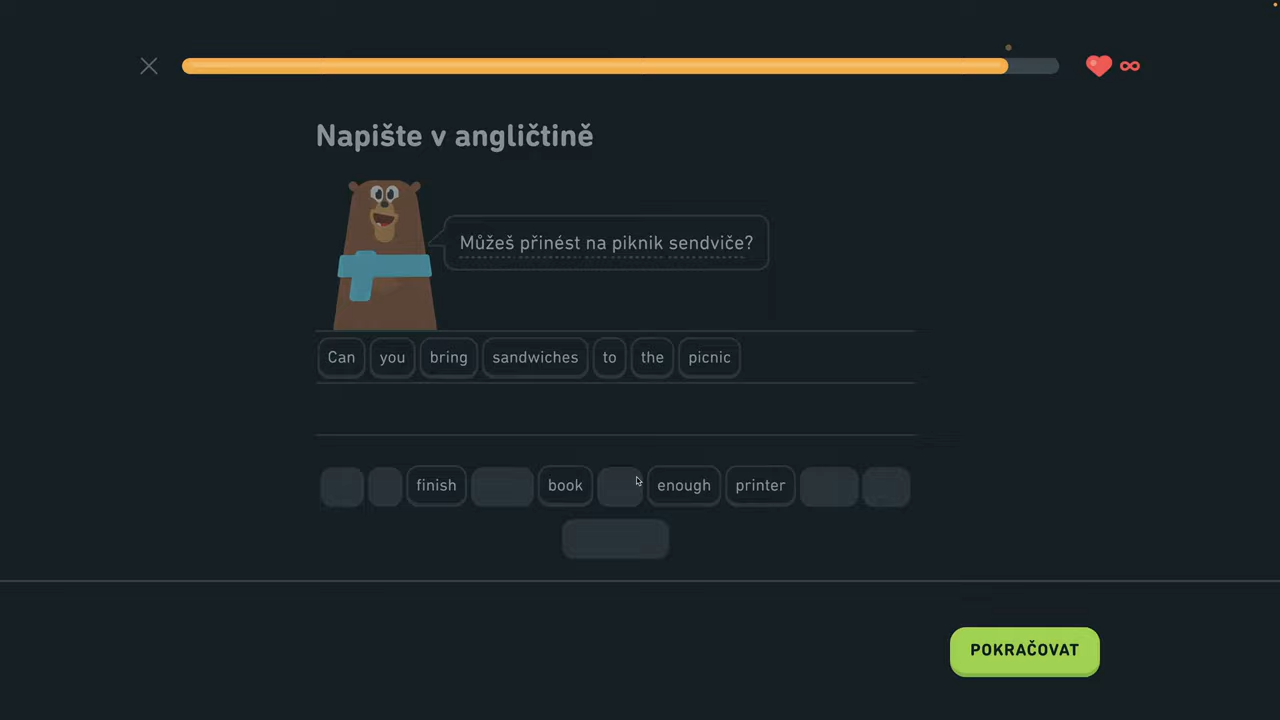 ∞
Napište v angličtině
Můžeš přinést na piknik sendviče?
Can you bring sandwiches to the picnic
finish book enough printer
POKRAČOVAT